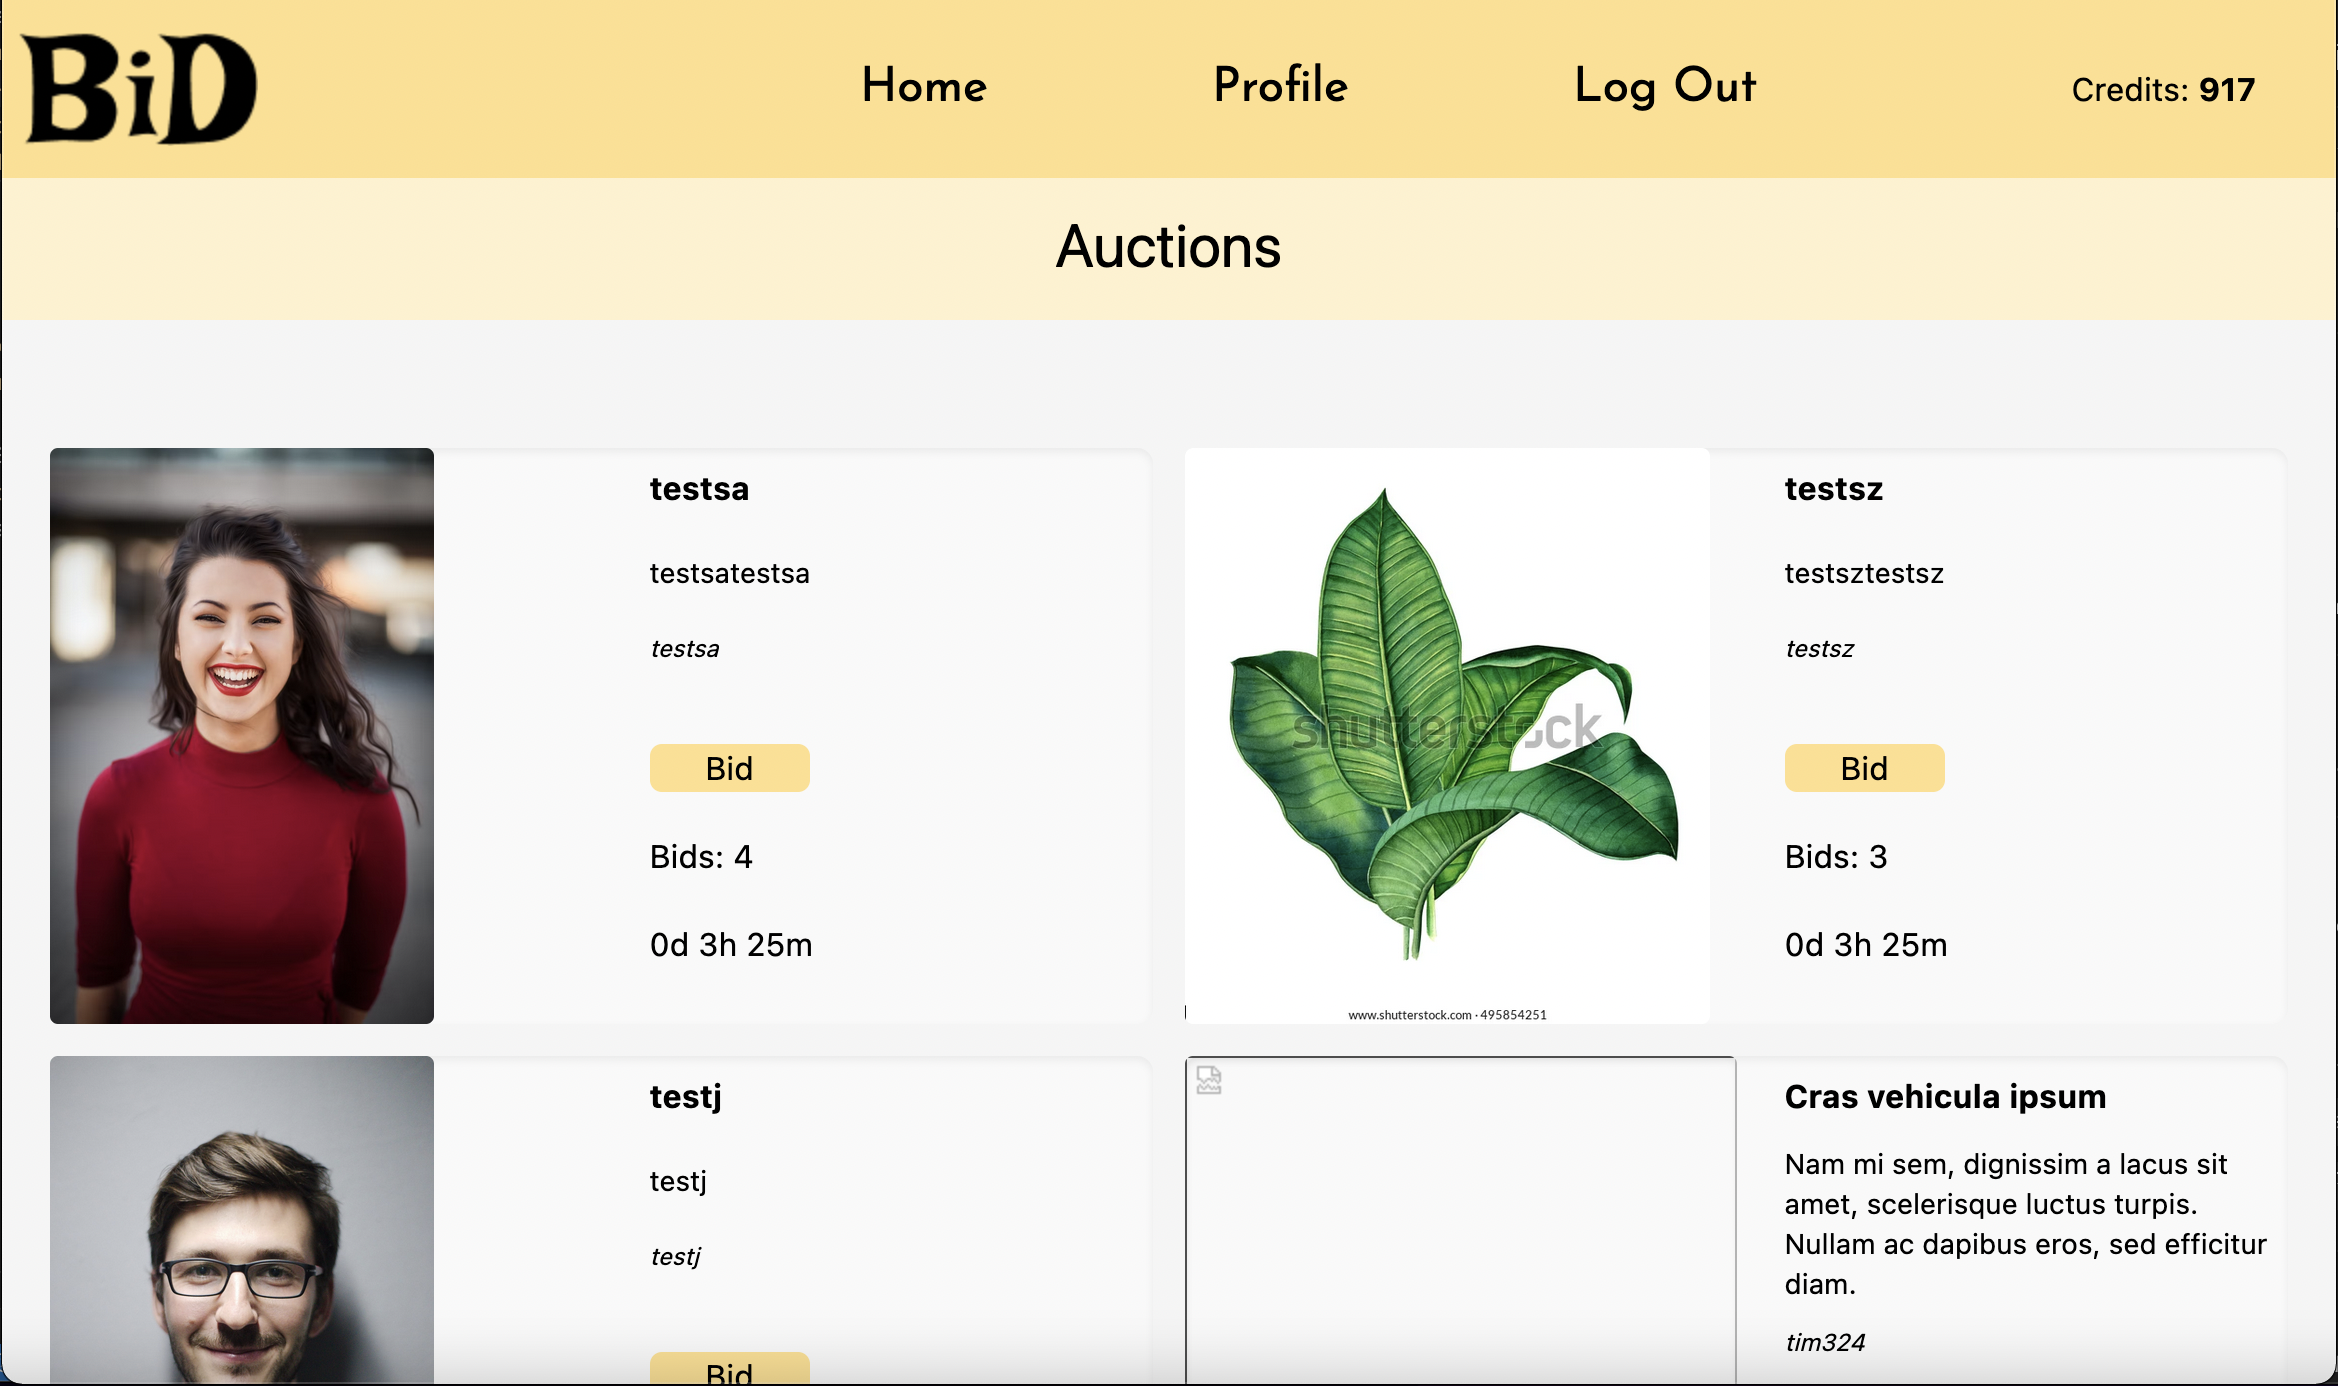 BiD
Home
Profile
Log Out
Credits: 917
Auctions
testsa
testsatestsa
testsa
Bid
Bids: 4
0d 3h 25m
shutterstock
www.shutterstock.com · 495854251
testsz
testsztestsz
testsz
Bid
Bids: 3
0d 3h 25m
testj
testj
testj
Bid
Cras vehicula ipsum
Nam mi sem, dignissim a lacus sit
amet, scelerisque luctus turpis.
Nullam ac dapibus eros, sed efficitur
diam.
tim324